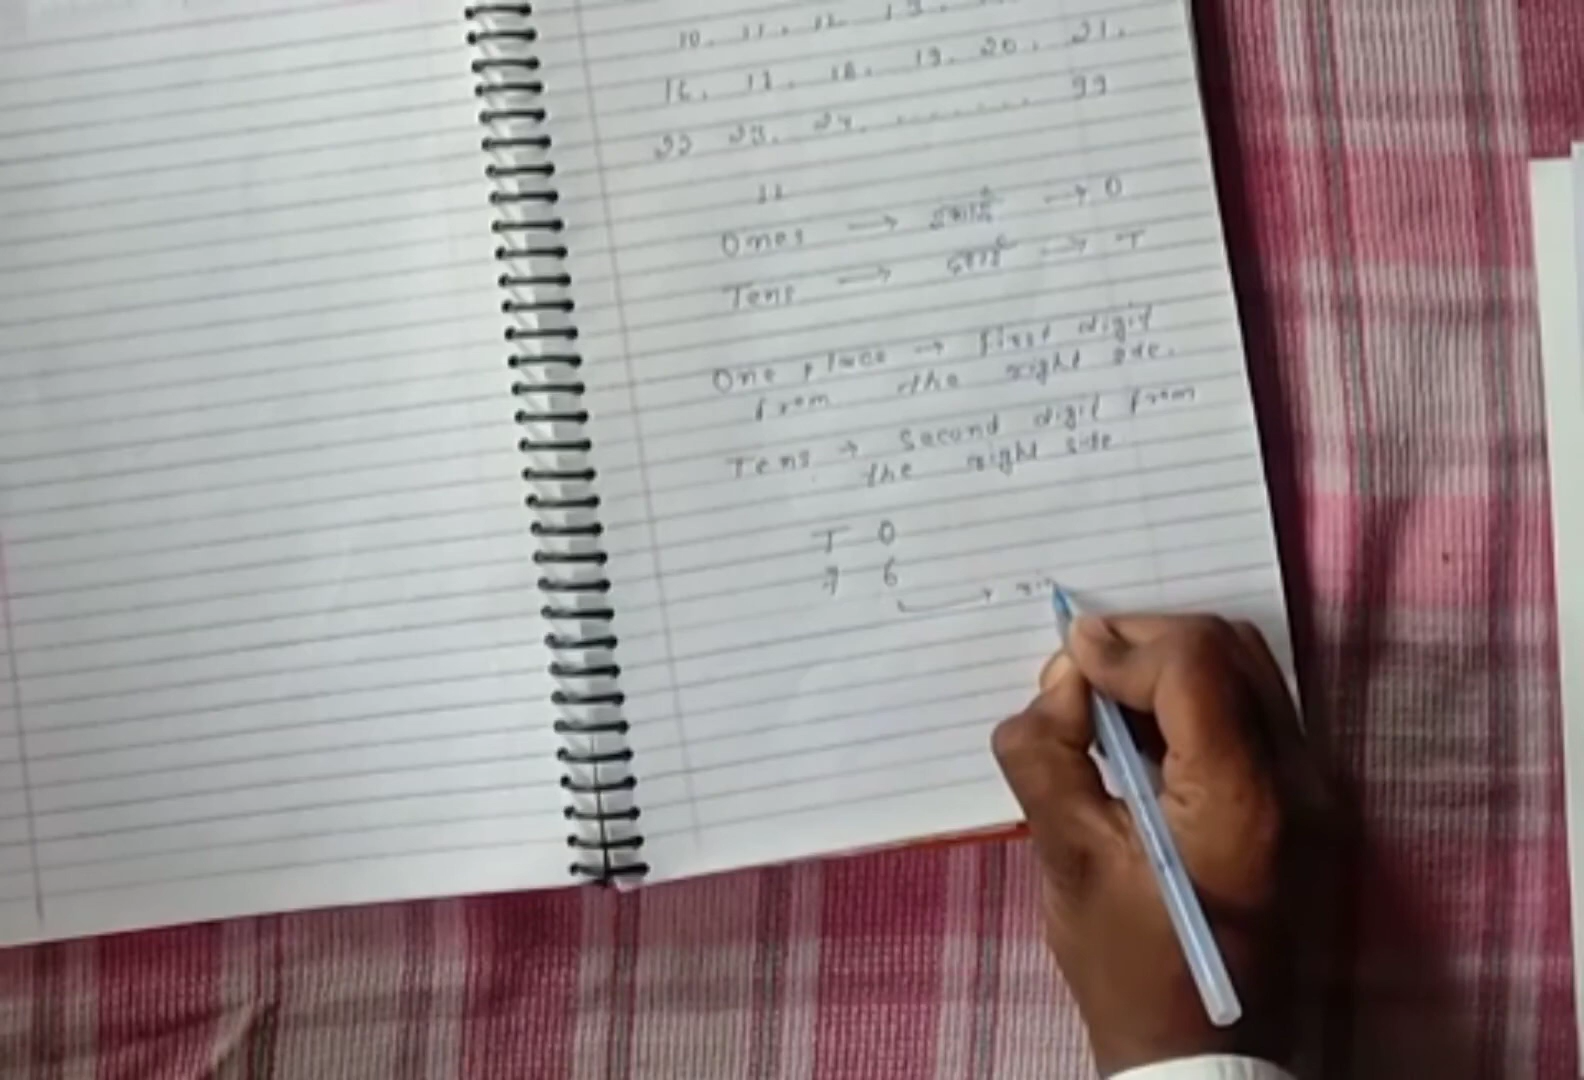 10. 11. 12 13.
16. 17. 18. 19. 20. 21.
22 23. 24. ........ 99
11
Ones → इकाई → O
Tens → दहाई → T
One place → first digit
from the right side.
Tens → Second digit from
the right side
T O
7 6
→